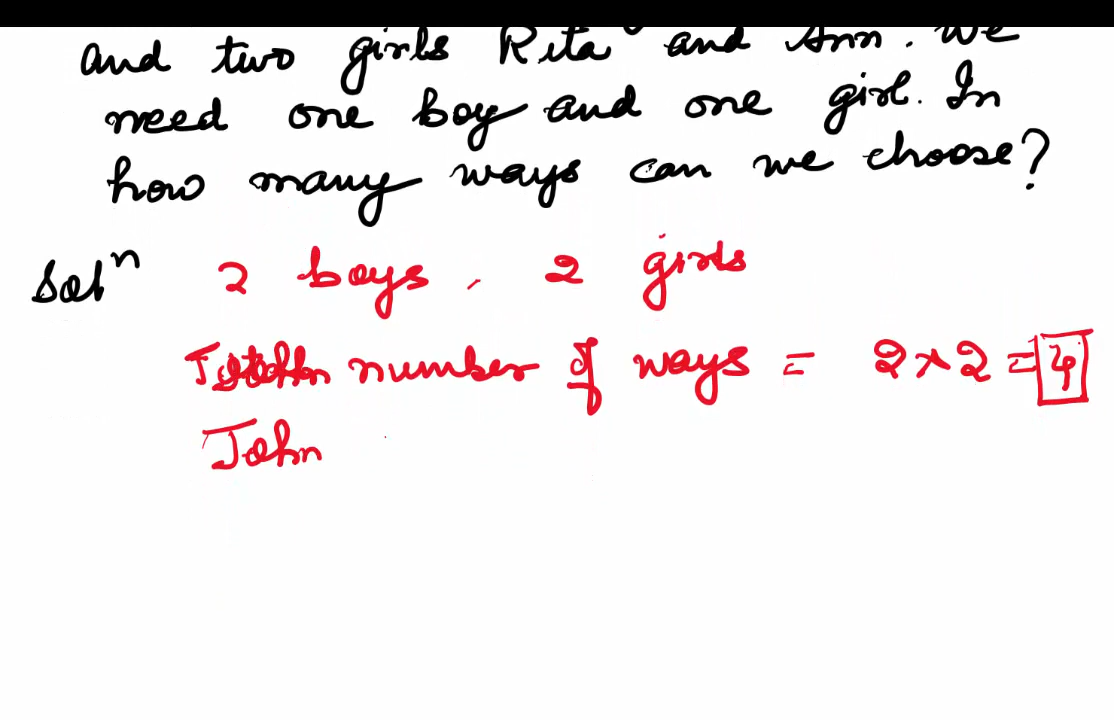 and two girls Rita and Ann. We
need one boy and one girl. In
how many ways can we choose?
Solⁿ 2 boys, 2 girls
number of ways = 2×2 = 4
John